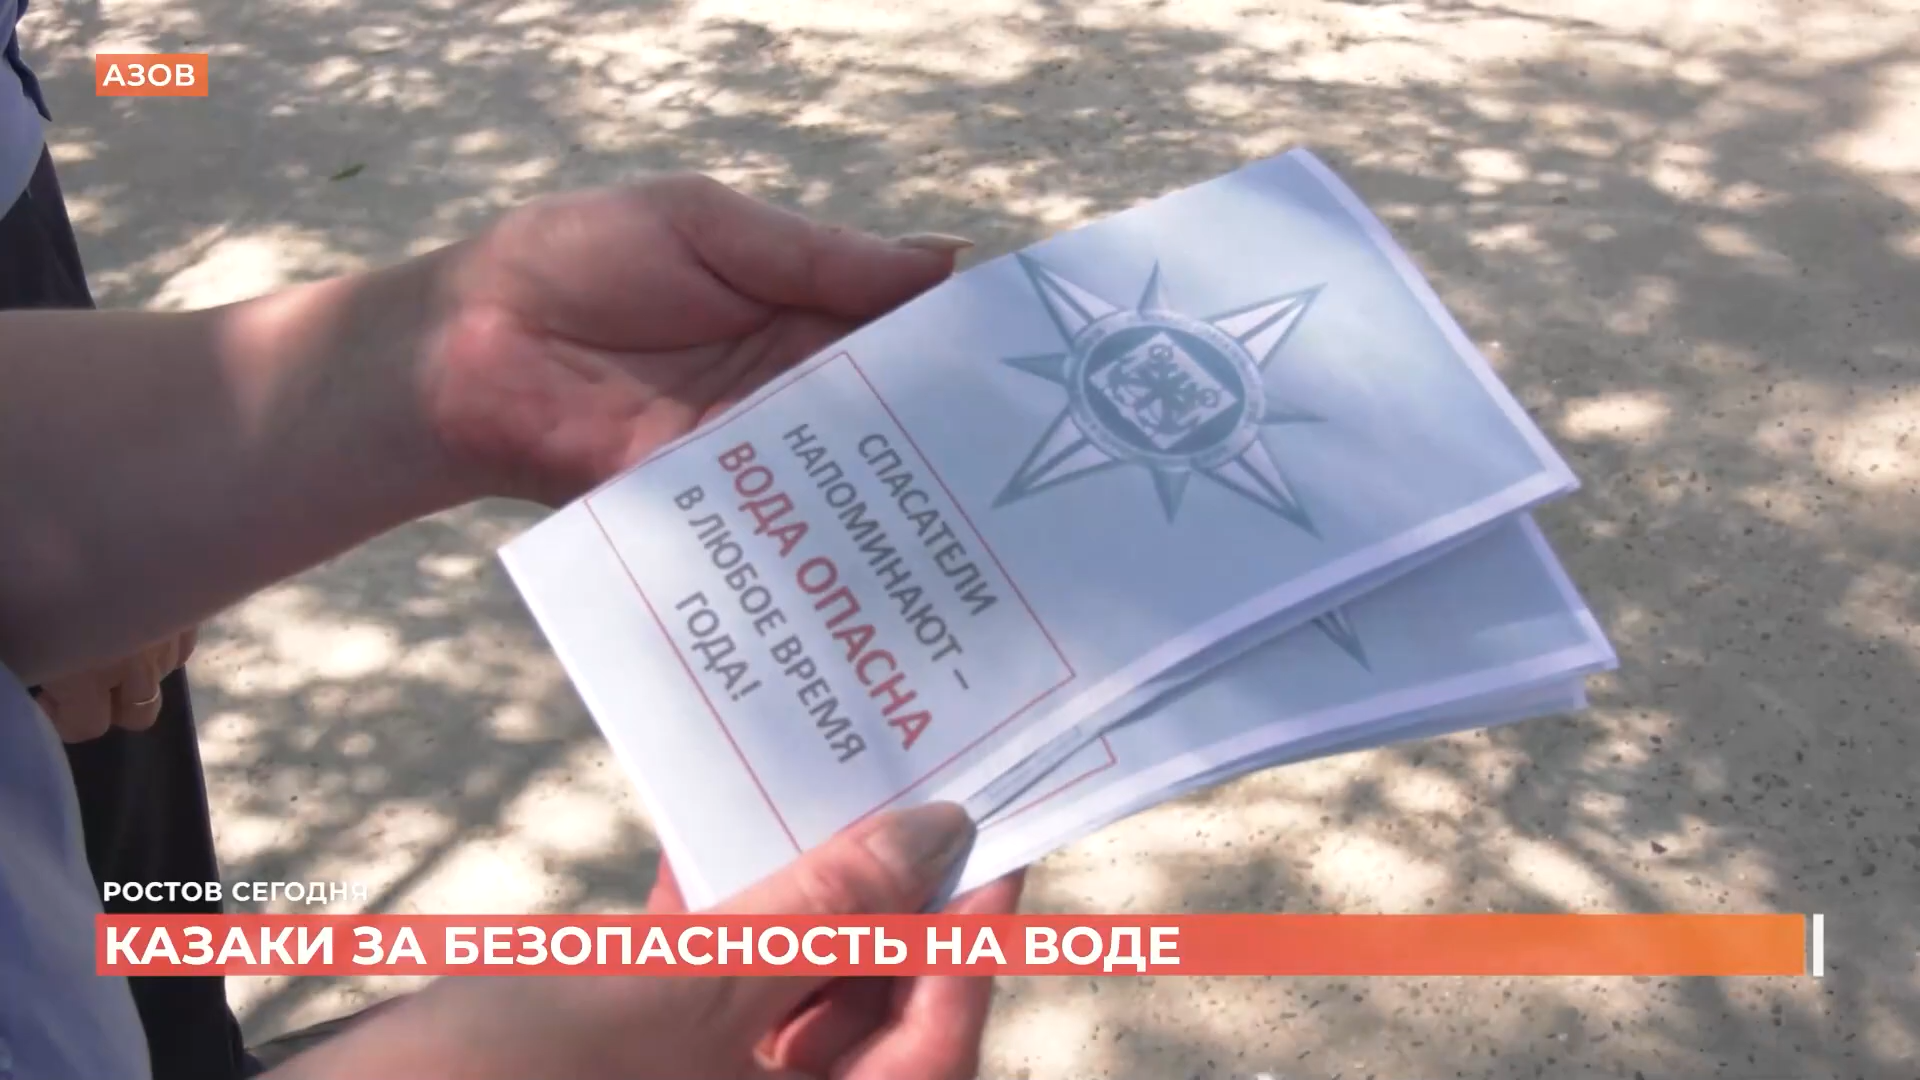 АЗОВ
СПАСАТЕЛИ
НАПОМИНАЮТ –
ВОДА ОПАСНА
В ЛЮБОЕ ВРЕМЯ
ГОДА!
РОСТОВ СЕГОДНЯ
КАЗАКИ ЗА БЕЗОПАСНОСТЬ НА ВОДЕ